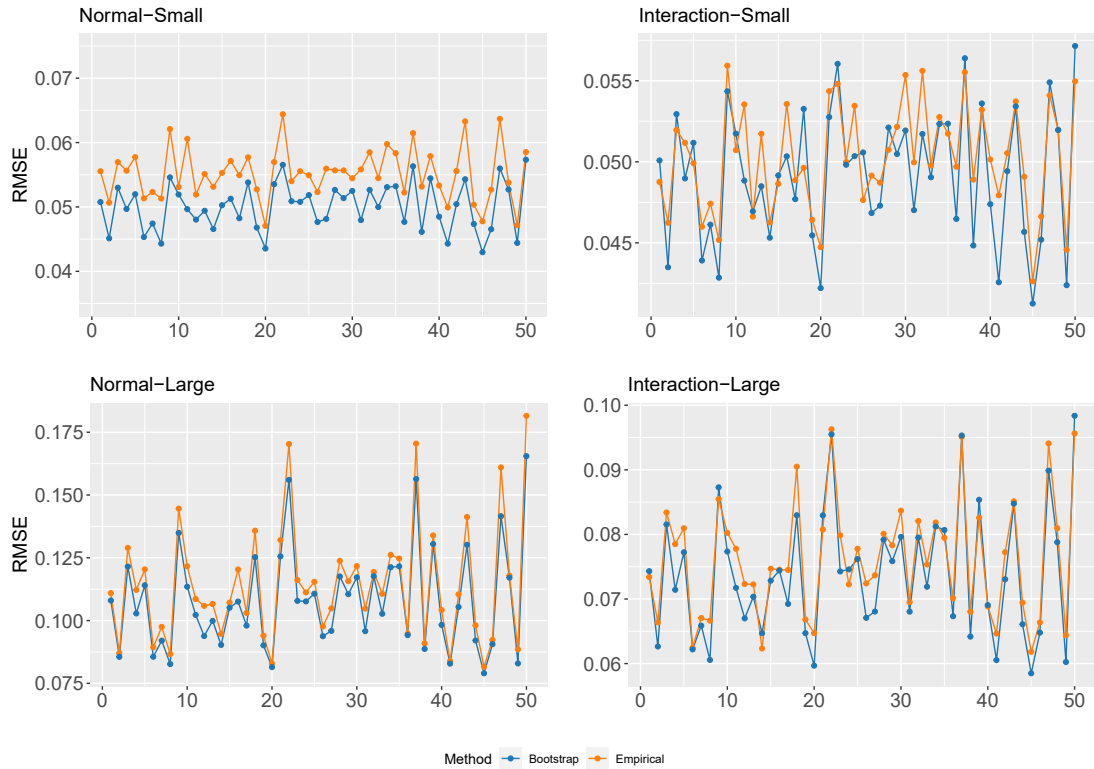 Normal−Small
Interaction−Small
RMSE
0.07
0.06
0.05
0.04
0.055
0.050
0.045
0 10 20 30 40 50
0 10 20 30 40 50
Normal−Large
Interaction−Large
RMSE
0.175
0.150
0.125
0.100
0.075
0.10
0.09
0.08
0.07
0.06
0 10 20 30 40 50
0 10 20 30 40 50
Method Bootstrap Empirical